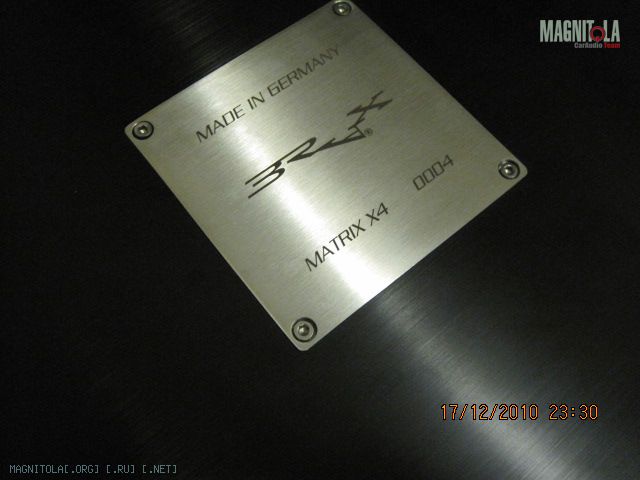 MAGNITOLA
CarAudio Team
MADE IN GERMANY
BRAX®
MATRIX X4 0004
17/12/2010 23:30
MAGNITOLA[.ORG] [.RU] [.NET]